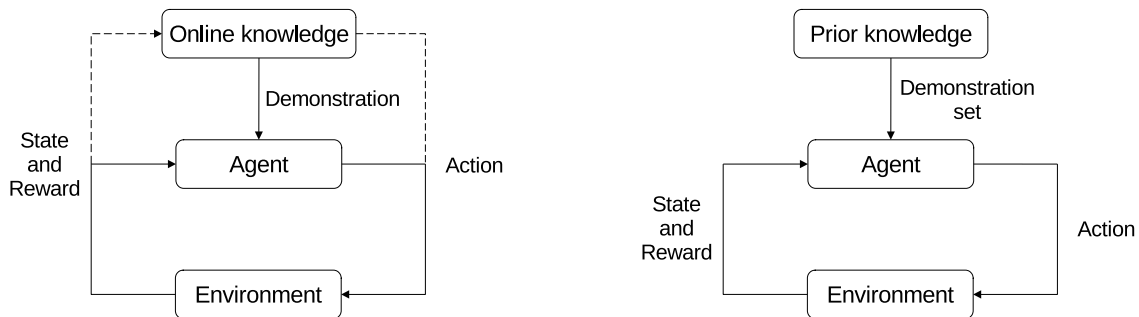 Online knowledge
Demonstration
State
and
Reward
Agent
Action
Environment
Prior knowledge
Demonstration
set
Agent
State
and
Reward
Action
Environment